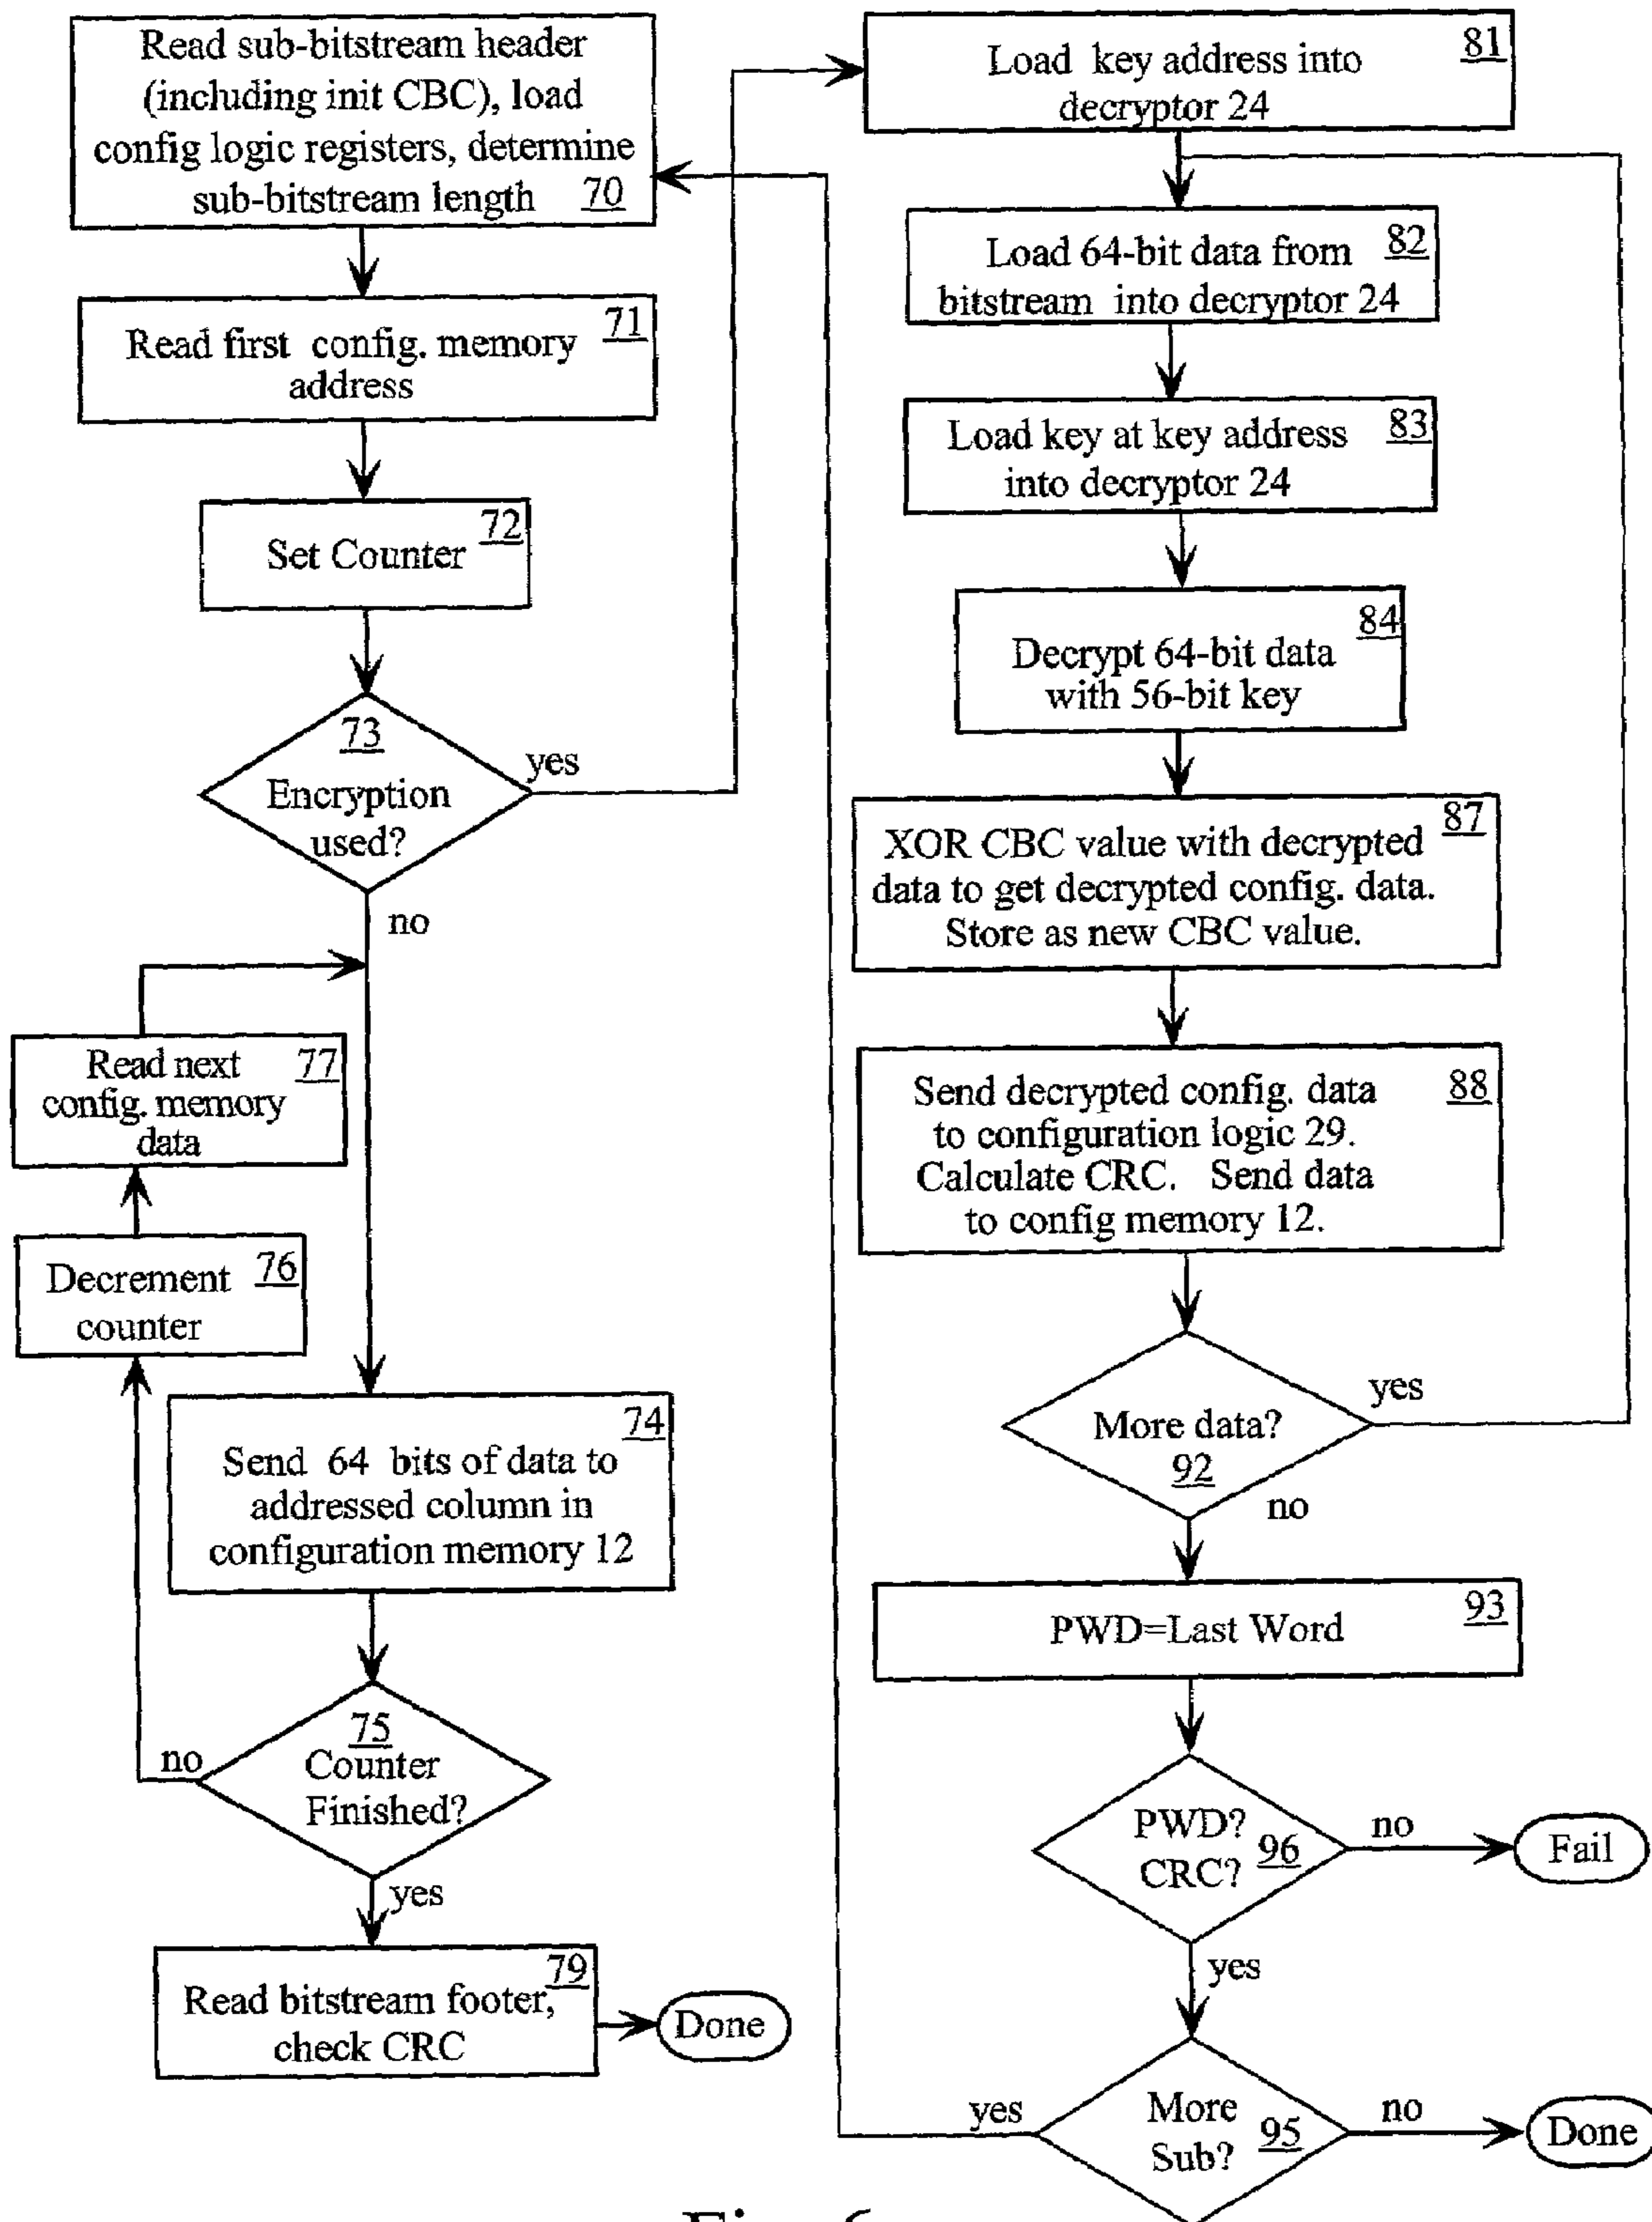 Read sub-bitstream header
(including init CBC), load
config logic registers, determine
sub-bitstream length 70
Read first config. memory 71
address
Set Counter 72
73
Encryption
used?
yes
no
Read next 77
config. memory
data
Decrement 76
counter
74
Send 64 bits of data to
addressed column in
configuration memory 12
75
Counter
Finished?
no
yes
79
Read bitstream footer,
check CRC
Done
Load key address into 81
decryptor 24
Load 64-bit data from 82
bitstream into decryptor 24
Load key at key address 83
into decryptor 24
84
Decrypt 64-bit data
with 56-bit key
87
XOR CBC value with decrypted
data to get decrypted config. data.
Store as new CBC value.
Send decrypted config. data 88
to configuration logic 29.
Calculate CRC. Send data
to config memory 12.
More data?
92
yes
no
PWD=Last Word 93
PWD?
CRC? 96
no
Fail
yes
More
Sub? 95
yes
no
Done